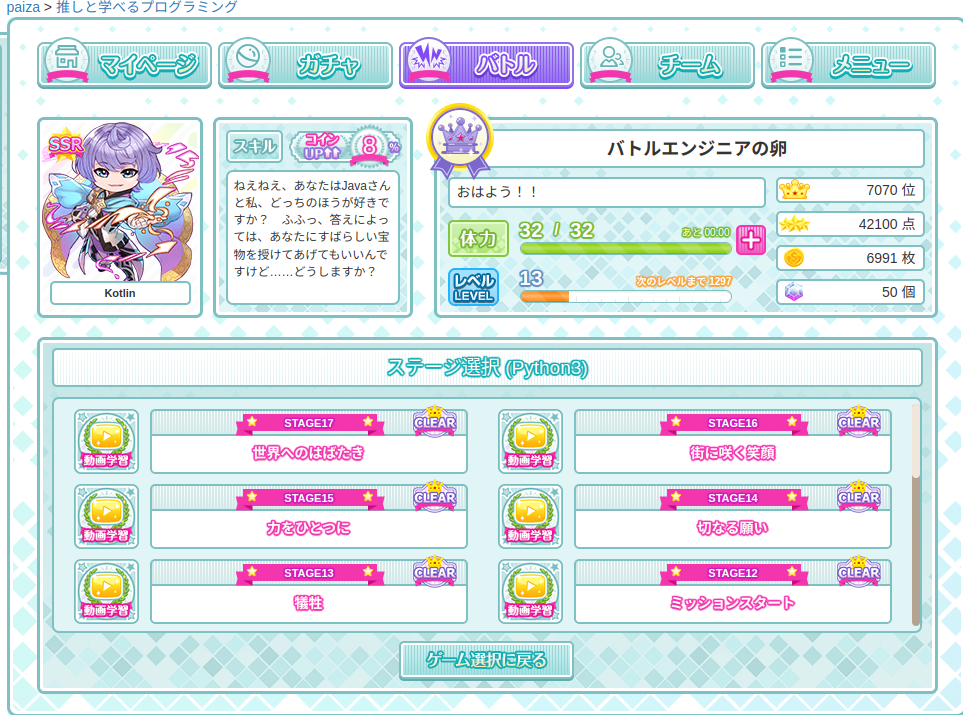 paiza > 推しと学べるプログラミング
マイページ
ガチャ
バトル
チーム
メニュー
SSR
Kotlin
スキル
コイン
UP⬆⬆
8 %
ねえねえ、あなたはJavaさん
と私、どっちのほうが好きで
すか？　ふふっ、答えによっ
ては、あなたにすばらしい宝
物を授けてあげてもいいんで
すけど……どうしますか？
バトルエンジニアの卵
おはよう！！
体力
32 / 32
あと 00:00
レベル
LEVEL
13
次のレベルまで 1297
7070 位
42100 点
6991 枚
50 個
ステージ選択 (Python3)
動画学習
STAGE17
CLEAR
世界へのはばたき
動画学習
STAGE16
CLEAR
街に咲く笑顔
動画学習
STAGE15
CLEAR
力をひとつに
動画学習
STAGE14
CLEAR
切なる願い
動画学習
STAGE13
CLEAR
犠牲
動画学習
STAGE12
CLEAR
ミッションスタート
ゲーム選択に戻る